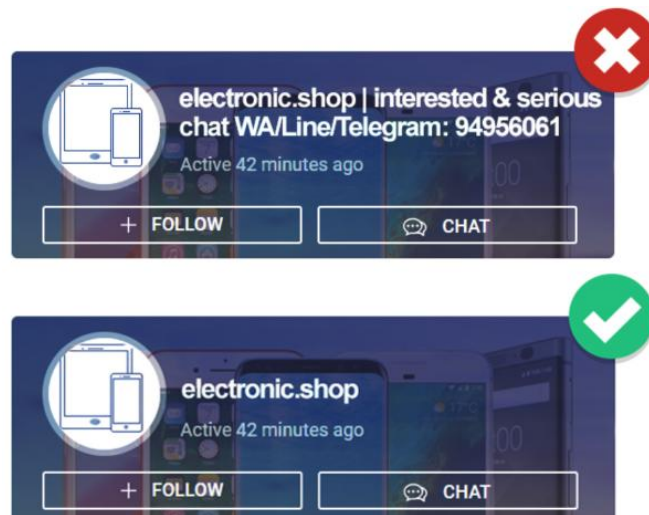 electronic.shop | interested & serious
chat WA/Line/Telegram: 94956061
Active 42 minutes ago
+ FOLLOW
CHAT
electronic.shop
Active 42 minutes ago
+ FOLLOW
CHAT